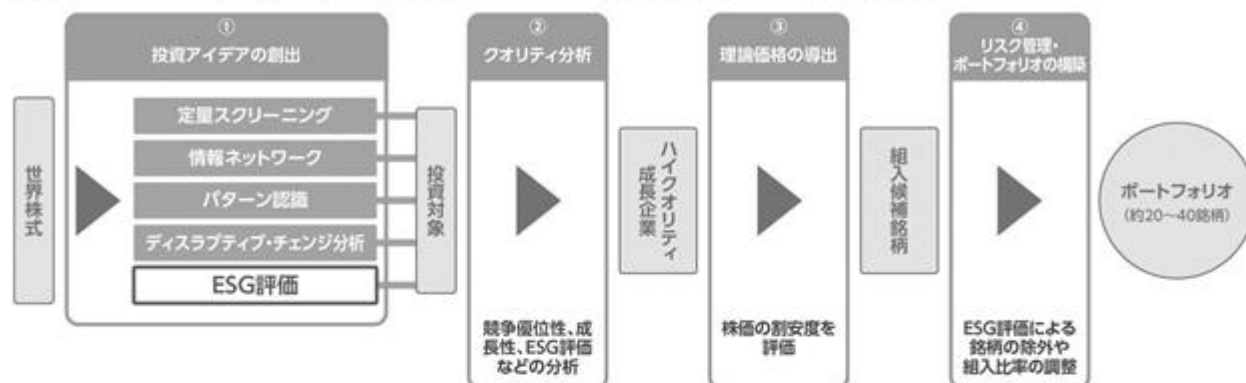 ①
投資アイデアの創出
世界株式
定量スクリーニング
情報ネットワーク
パターン認識
ディスラプティブ・チェンジ分析
ESG評価
投資対象
②
クオリティ分析
競争優位性、成
長性、ESG評価
などの分析
ハイクオリティ
成長企業
③
理論価格の導出
株価の割安度を
評価
組入候補銘柄
④
リスク管理・
ポートフォリオの構築
ESG評価による
銘柄の除外や
組入比率の調整
ポートフォリオ
(約20〜40銘柄)